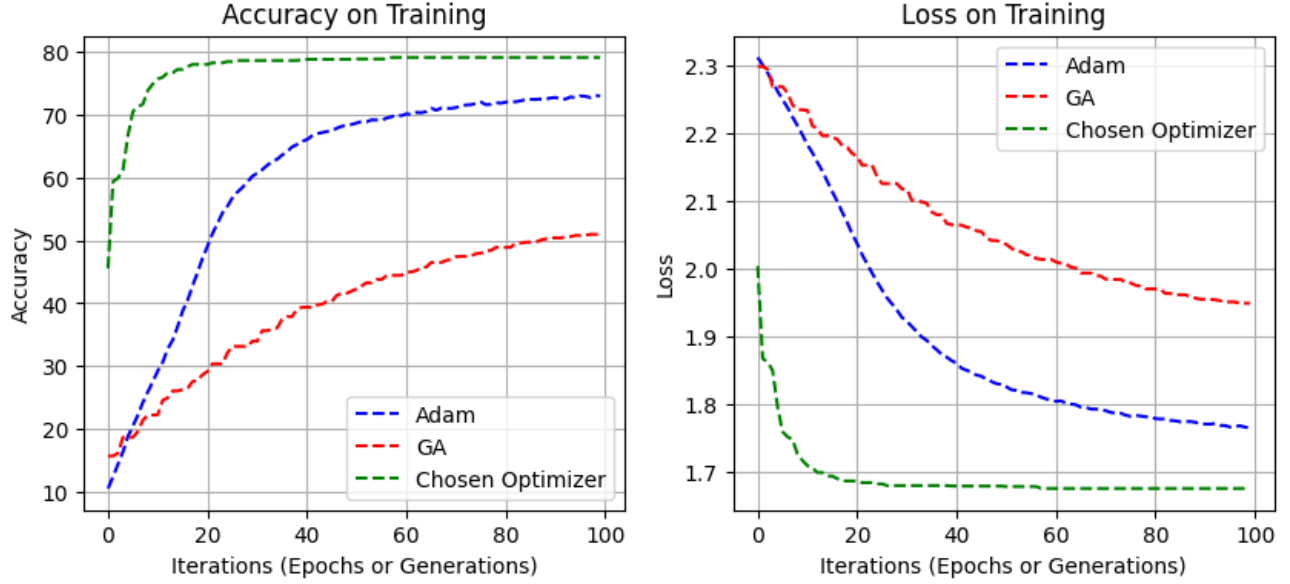 Accuracy on Training
80
70
60
50
40
30
20
10
Accuracy
Adam
GA
Chosen Optimizer
0
20
40
60
80
100
Iterations (Epochs or Generations)
Loss on Training
2.3
2.2
2.1
2.0
1.9
1.8
1.7
Loss
Adam
GA
Chosen Optimizer
0
20
40
60
80
100
Iterations (Epochs or Generations)